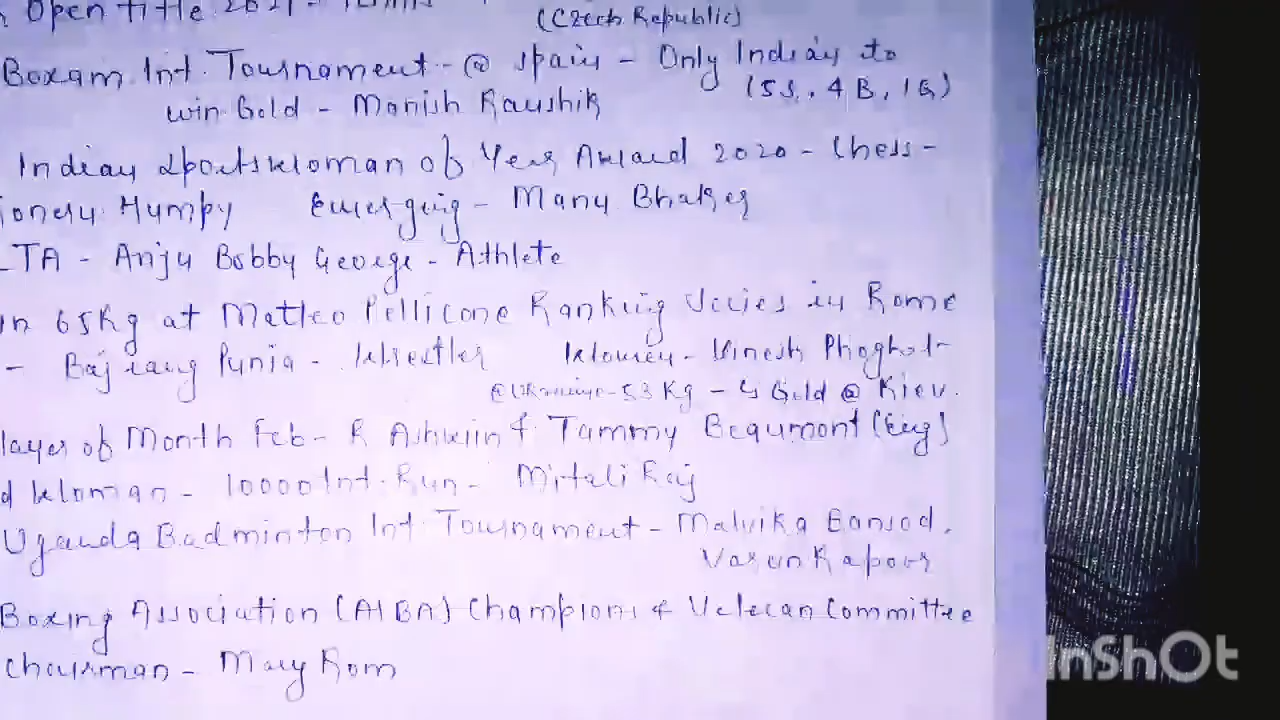 Open title 2021 - Tennis
(Czech Republic)
Boxam Int. Tournament - @ Spain - Only Indian to
win Gold - Manish Kaushik (5S, 4B, 1G)
Indian Sportswoman of Year Award 2020 - Chess -
oneru Humpy Emerging - Manu Bhaker
LTA - Anju Bobby George - Athlete
in 65Kg at Matteo Pellicone Ranking Series in Rome
- Bajrang Punia - Wrestler Women - Vinesh Phoghat -
@Ukraine - 53 Kg - Gold @ Kiev.
layer of Month Feb - R Ashwin & Tammy Beaumont (Eng)
d Woman - 10000 Int. Run - Mitali Raj
Uganda Badminton Int. Tournament - Malvika Bansod,
Varun Kapoor
Boxing Association (AIBA) Champions & Veteran Committee
Chairman - Mary Kom
InShOt